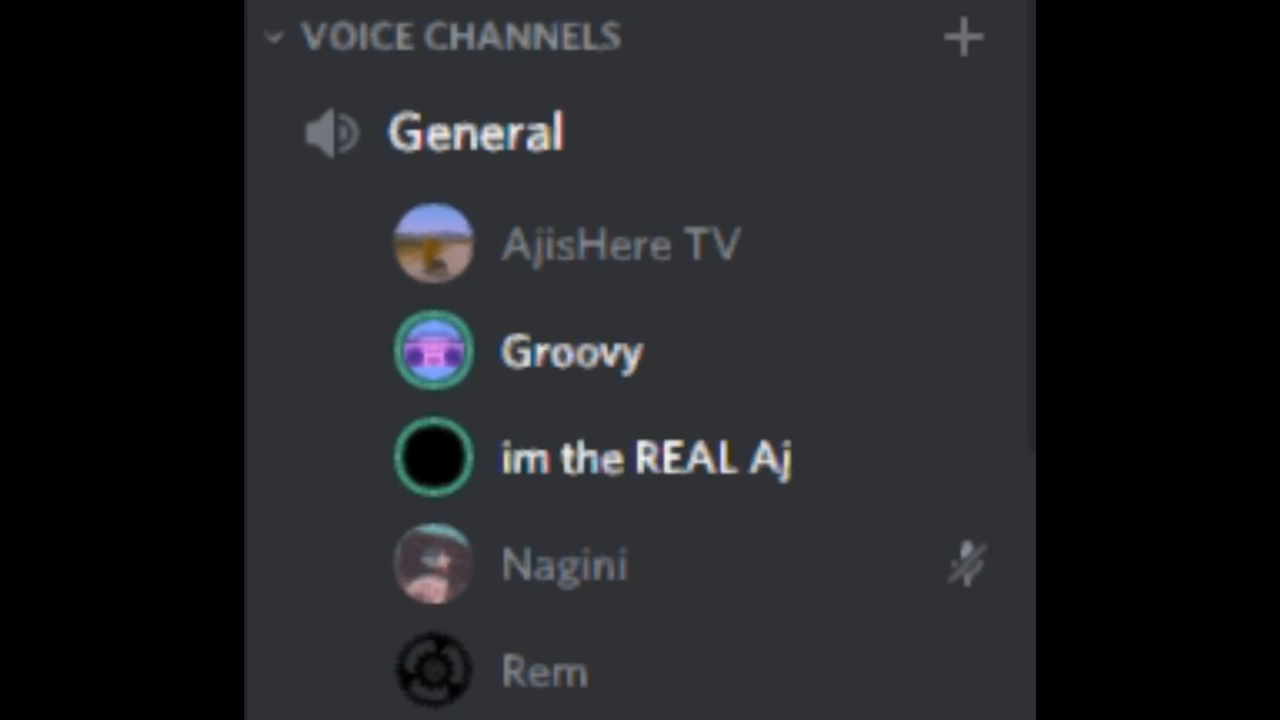 VOICE CHANNELS
General
AjisHere TV
Groovy
im the REAL Aj
Nagini
Rem